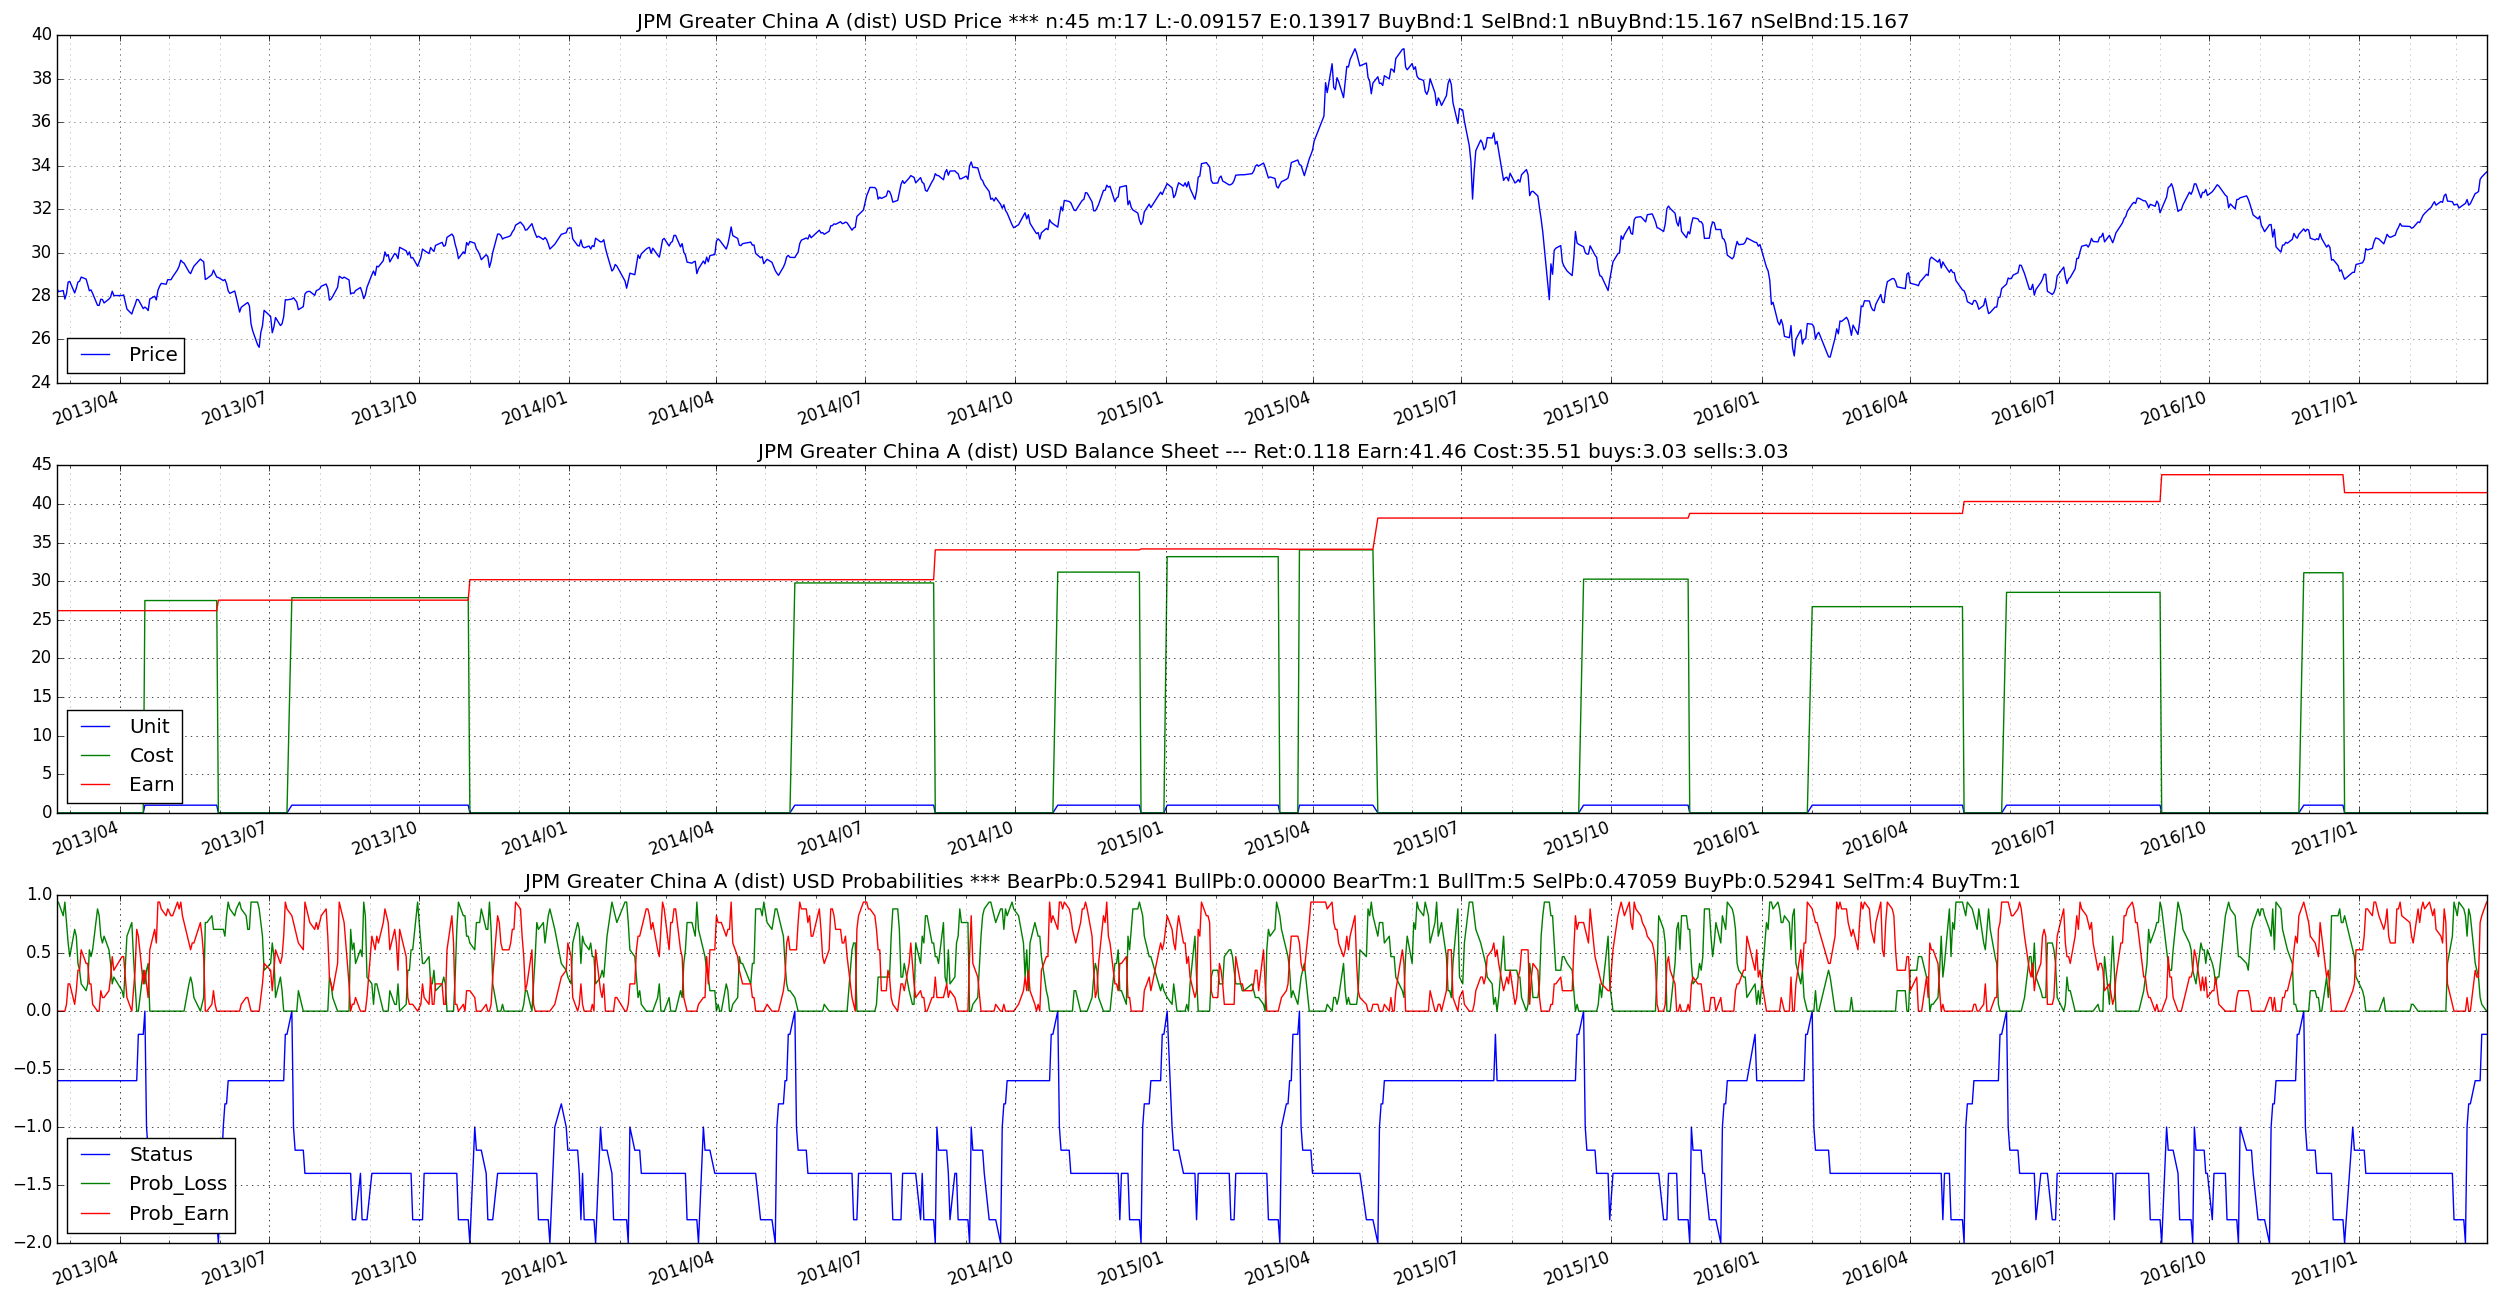 JPM Greater China A (dist) USD Price *** n:45 m:17 L:-0.09157 E:0.13917 BuyBnd:1 SelBnd:1 nBuyBnd:15.167 nSelBnd:15.167
40
38
36
34
32
30
28
26
24
Price
2013/04 2013/07 2013/10 2014/01 2014/04 2014/07 2014/10 2015/01 2015/04 2015/07 2015/10 2016/01 2016/04 2016/07 2016/10 2017/01
JPM Greater China A (dist) USD Balance Sheet --- Ret:0.118 Earn:41.46 Cost:35.51 buys:3.03 sells:3.03
45
40
35
30
25
20
15
10
5
0
Unit
Cost
Earn
2013/04 2013/07 2013/10 2014/01 2014/04 2014/07 2014/10 2015/01 2015/04 2015/07 2015/10 2016/01 2016/04 2016/07 2016/10 2017/01
JPM Greater China A (dist) USD Probabilities *** BearPb:0.52941 BullPb:0.00000 BearTm:1 BullTm:5 SelPb:0.47059 BuyPb:0.52941 SelTm:4 BuyTm:1
1.0
0.5
0.0
−0.5
−1.0
−1.5
−2.0
Status
Prob_Loss
Prob_Earn
2013/04 2013/07 2013/10 2014/01 2014/04 2014/07 2014/10 2015/01 2015/04 2015/07 2015/10 2016/01 2016/04 2016/07 2016/10 2017/01